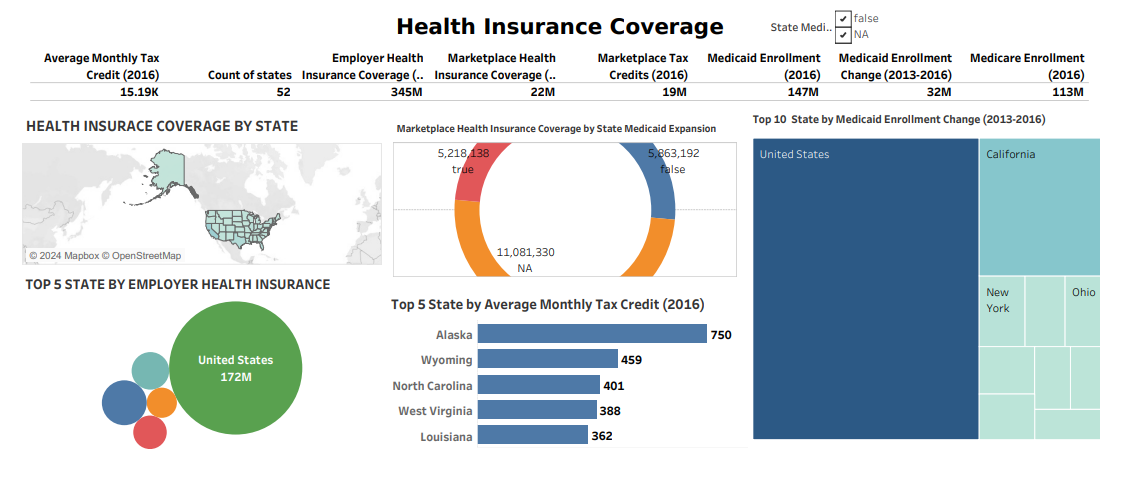 Health Insurance Coverage
State Medi..
false
NA
Average Monthly Tax
Credit (2016)
Count of states
Employer Health
Insurance Coverage (..
Marketplace Health
Insurance Coverage (..
Marketplace Tax
Credits (2016)
Medicaid Enrollment
(2016)
Medicaid Enrollment
Change (2013-2016)
Medicare Enrollment
(2016)
15.19K 52 345M 22M 19M 147M 32M 113M
HEALTH INSURACE COVERAGE BY STATE
© 2024 Mapbox © OpenStreetMap
TOP 5 STATE BY EMPLOYER HEALTH INSURANCE
United States
172M
Marketplace Health Insurance Coverage by State Medicaid Expansion
5,218,138
true
5,863,192
false
11,081,330
NA
Top 5 State by Average Monthly Tax Credit (2016)
Alaska 750
Wyoming 459
North Carolina 401
West Virginia 388
Louisiana 362
Top 10 State by Medicaid Enrollment Change (2013-2016)
United States
California
New
York
Ohio